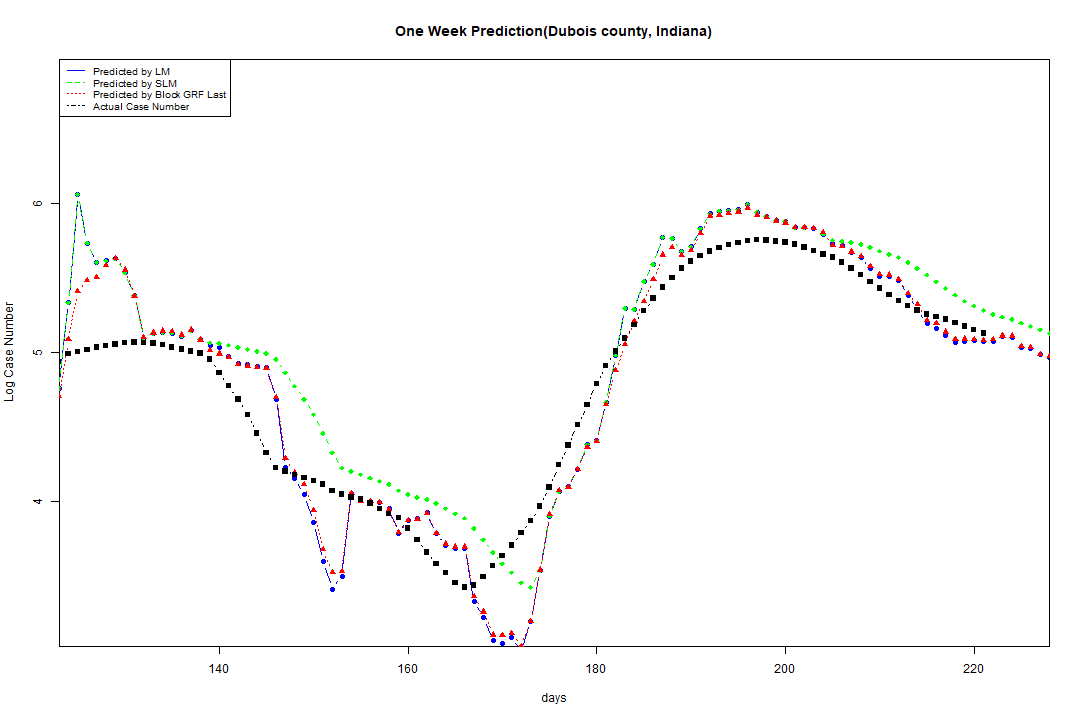 One Week Prediction(Dubois county, Indiana)
Predicted by LM
Predicted by SLM
Predicted by Block GRF Last
Actual Case Number
Log Case Number
6
5
4
140 160 180 200 220
days